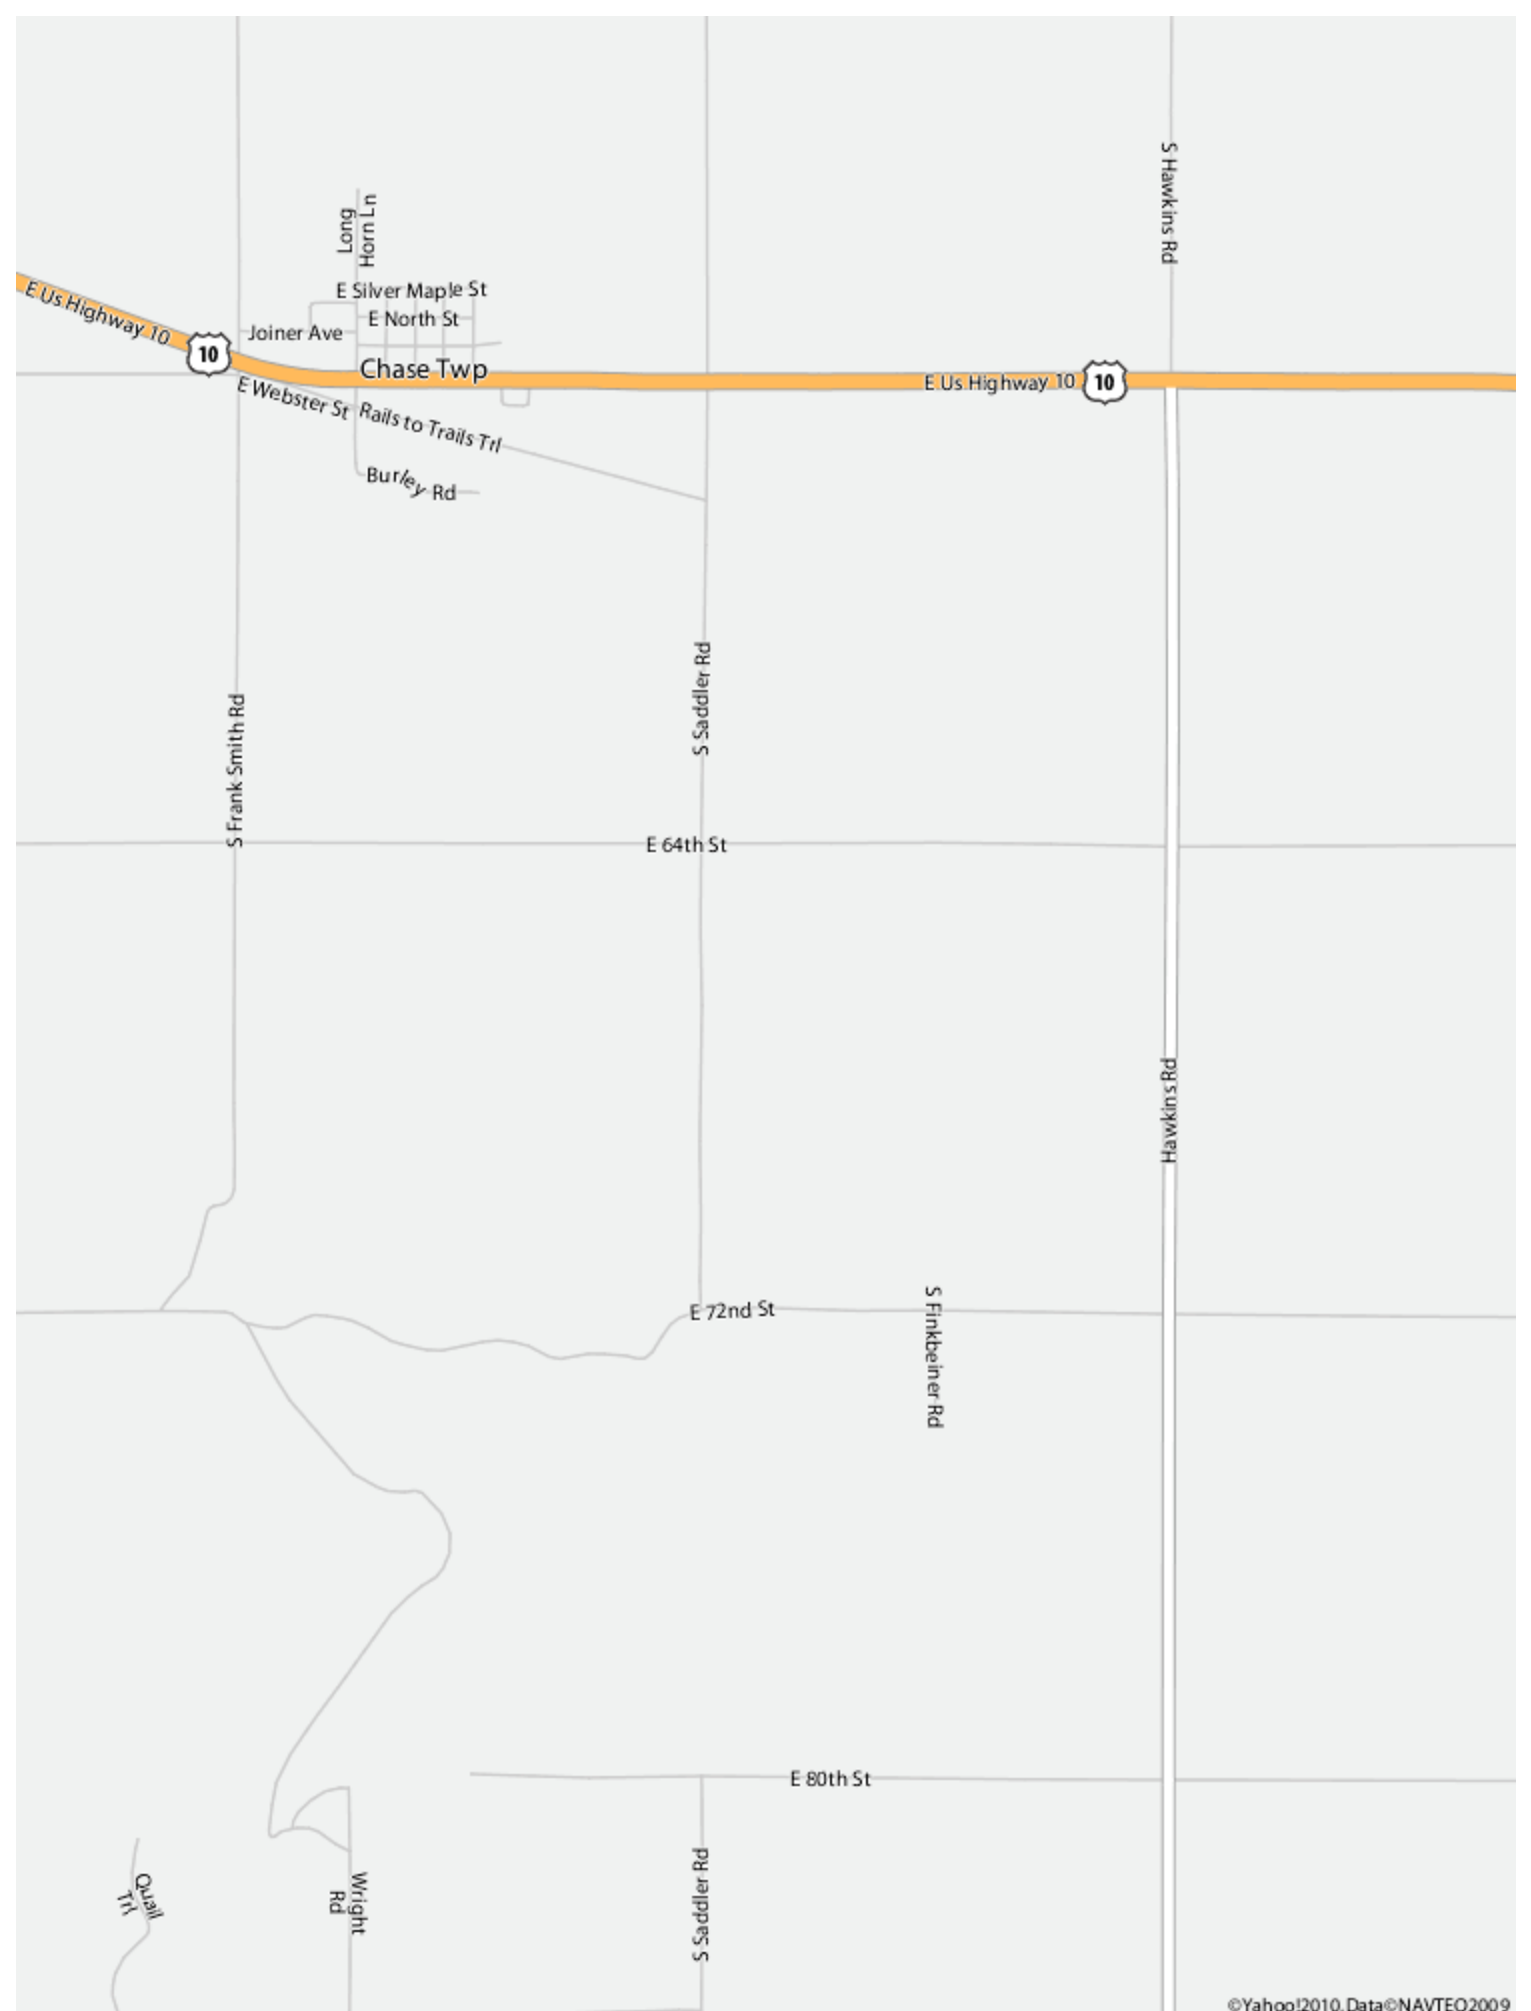 S Hawkins Rd
Long
Horn Ln
E Us Highway 10
E Silver Maple St
E North St
Joiner Ave
10
Chase Twp
E Us Highway 10
10
E Webster St
Rails to Trails Trl
Burley Rd
S Saddler Rd
S Frank Smith Rd
E 64th St
Hawkins Rd
E 72nd St
S Finkbeiner Rd
E 80th St
Quail
Trl
Wright
Rd
S Saddler Rd
©Yahoo!2010, Data©NAVTEQ2009